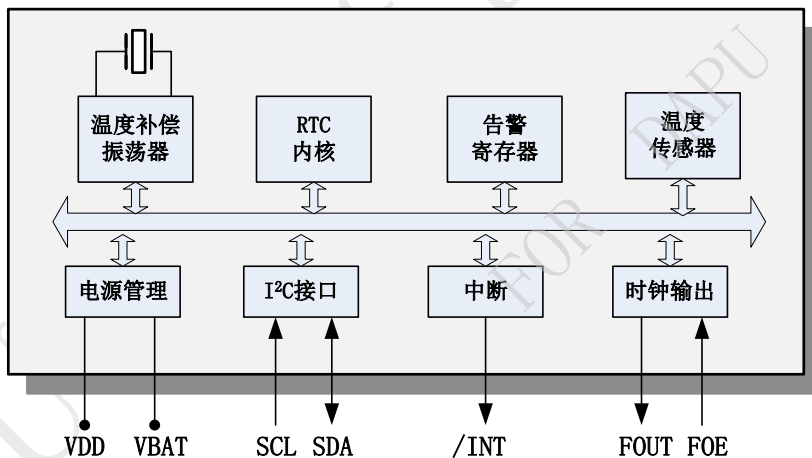 温度补偿
振荡器
RTC
内核
告警
寄存器
温度
传感器
电源管理
I²C接口
中断
时钟输出
VDD VBAT SCL SDA /INT FOUT FOE
FOR DAPU